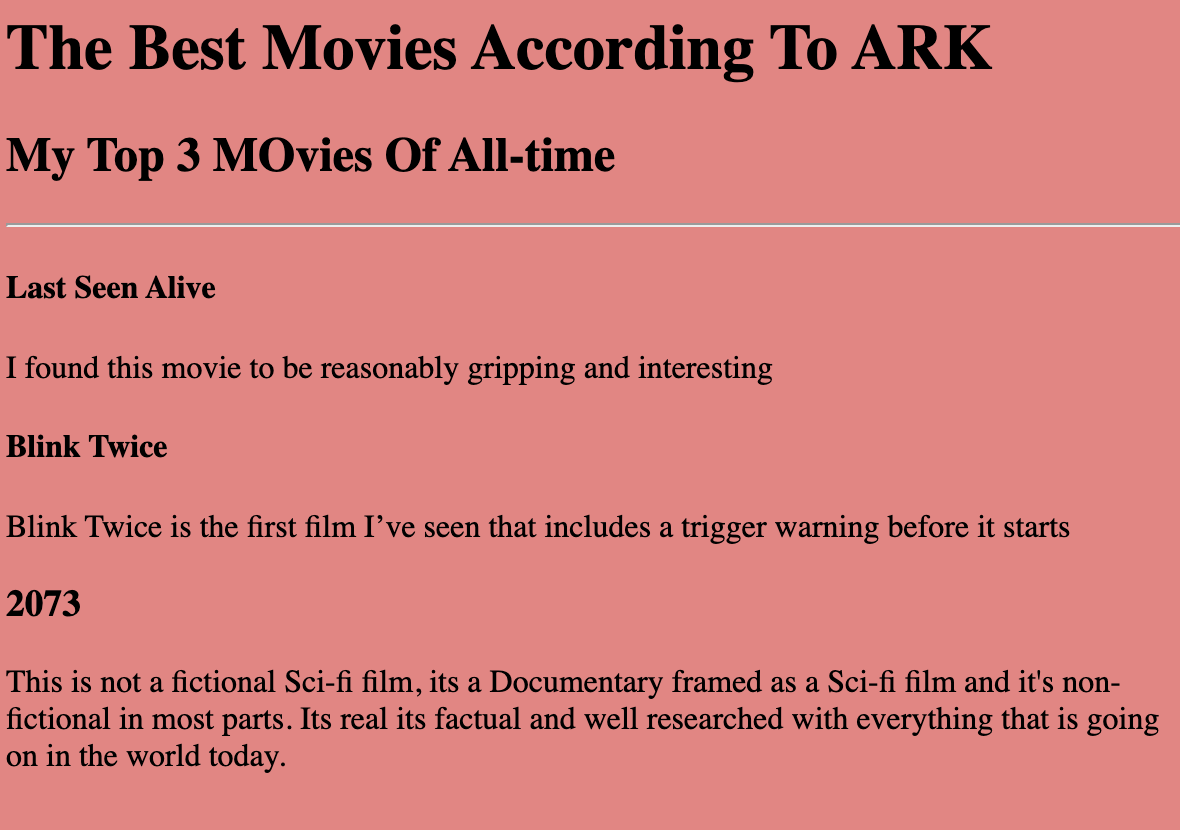 The Best Movies According To ARK
My Top 3 MOvies Of All-time
Last Seen Alive
I found this movie to be reasonably gripping and interesting
Blink Twice
Blink Twice is the first film I’ve seen that includes a trigger warning before it starts
2073
This is not a fictional Sci-fi film, its a Documentary framed as a Sci-fi film and it's non-
fictional in most parts. Its real its factual and well researched with everything that is going
on in the world today.